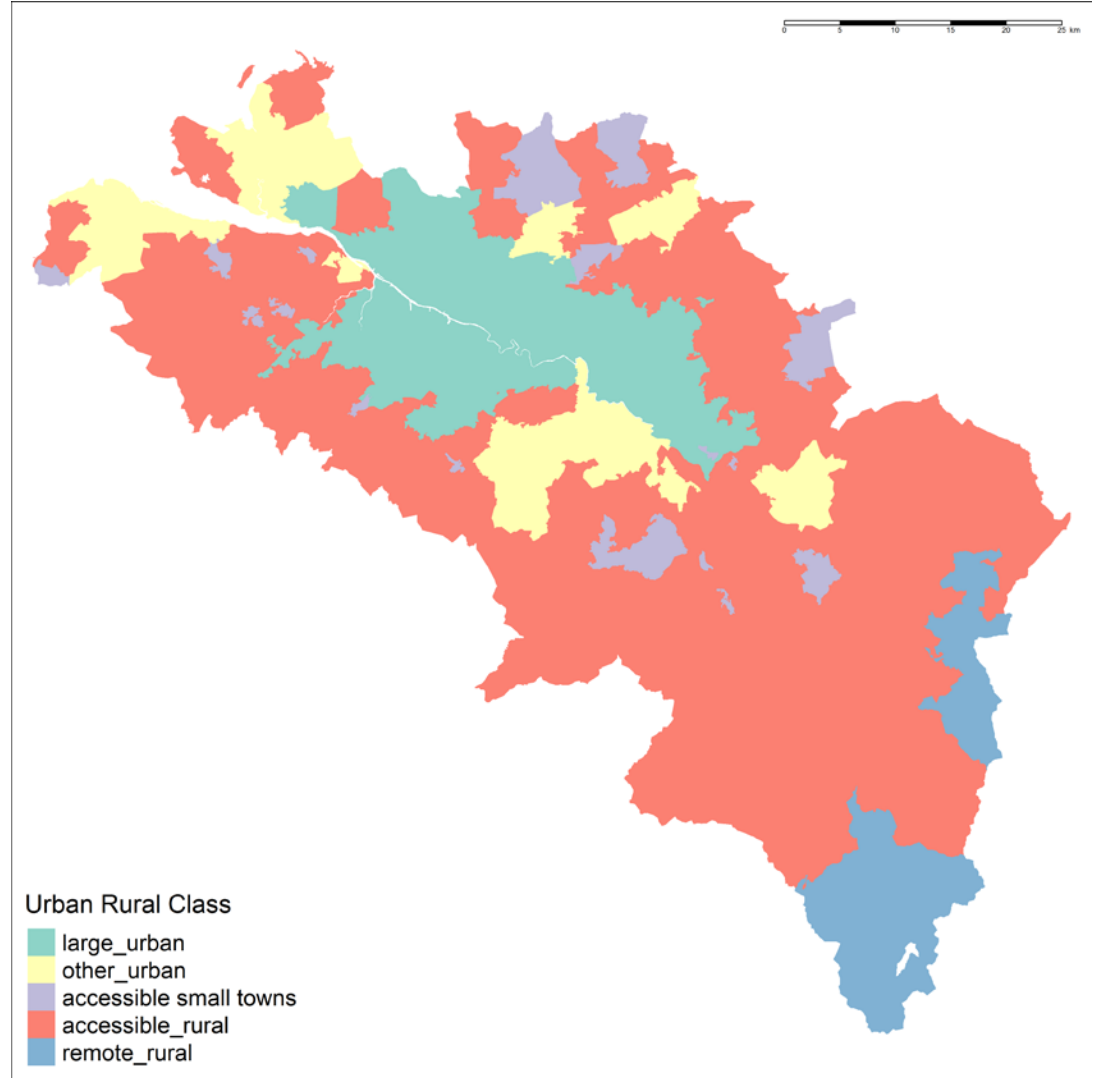 0 5 10 15 20 25 km
Urban Rural Class
large_urban
other_urban
accessible small towns
accessible_rural
remote_rural